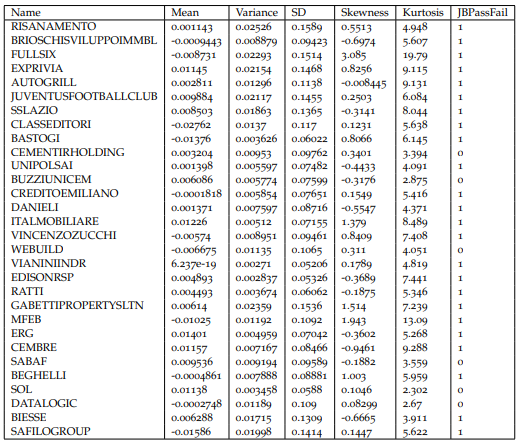 Name Mean Variance SD Skewness Kurtosis JBPassFail
RISANAMENTO 0.001143 0.02526 0.1589 0.5513 4.948 1
BRIOSCHISVILUPPOIMMBL -0.0009443 0.008879 0.09423 -0.6974 5.607 1
FULLSIX -0.008731 0.02293 0.1514 3.085 19.79 1
EXPRIVIA 0.01145 0.02154 0.1468 0.8256 9.115 1
AUTOGRILL 0.002811 0.01296 0.1138 -0.008445 9.131 1
JUVENTUSFOOTBALLCLUB 0.009884 0.02117 0.1455 0.2503 6.084 1
SSLAZIO 0.008503 0.01863 0.1365 -0.3141 8.044 1
CLASSEDITORI -0.02762 0.0137 0.117 0.1231 5.638 1
BASTOGI -0.01376 0.003626 0.06022 0.8066 6.145 1
CEMENTIRHOLDING 0.003204 0.00953 0.09762 0.3401 3.394 0
UNIPOLSAI 0.001398 0.005597 0.07482 -0.4433 4.091 1
BUZZIUNICEM 0.006086 0.005774 0.07599 -0.3176 2.875 0
CREDITOEMILIANO -0.0001818 0.005854 0.07651 0.1549 5.416 1
DANIELI 0.001371 0.007597 0.08716 -0.5547 4.371 1
ITALMOBILIARE 0.01226 0.00512 0.07155 1.379 8.489 1
VINCENZOZUCCHI -0.00574 0.008951 0.09461 0.8409 7.408 1
WEBUILD -0.006675 0.01135 0.1065 0.311 4.051 0
VIANINIINDR 6.237e-19 0.00271 0.05206 0.1789 4.819 1
EDISONRSP 0.004893 0.002837 0.05326 -0.3689 7.441 1
RATTI 0.004493 0.003674 0.06062 -0.1875 5.346 1
GABETTIPROPERTYSLTN 0.00614 0.02359 0.1536 1.514 7.239 1
MFEB -0.01025 0.01192 0.1092 1.943 13.09 1
ERG 0.01401 0.004959 0.07042 -0.3602 5.268 1
CEMBRE 0.01157 0.007167 0.08466 -0.9461 9.288 1
SABAF 0.009536 0.009194 0.09589 -0.1882 3.559 0
BEGHELLI -0.0004861 0.007888 0.08881 1.003 5.959 1
SOL 0.01138 0.003458 0.0588 0.1046 2.302 0
DATALOGIC -0.0002748 0.01189 0.109 0.08299 2.67 0
BIESSE 0.006288 0.01715 0.1309 -0.6665 3.911 1
SAFILOGROUP -0.01586 0.01998 0.1414 0.1447 5.622 1